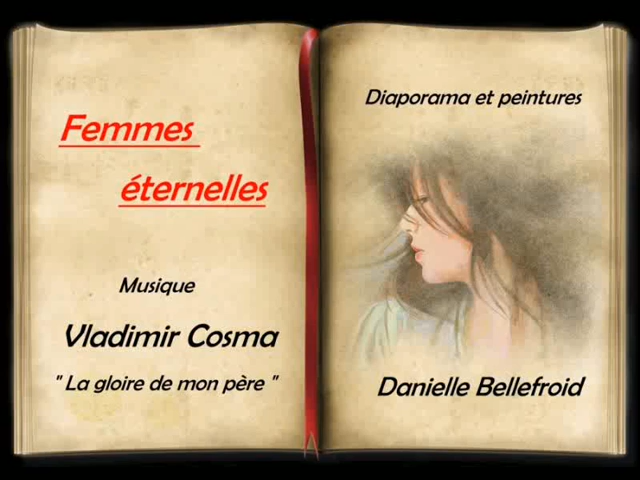 Femmes
éternelles
Musique
Vladimir Cosma
" La gloire de mon père "
Diaporama et peintures
Danielle Bellefroid